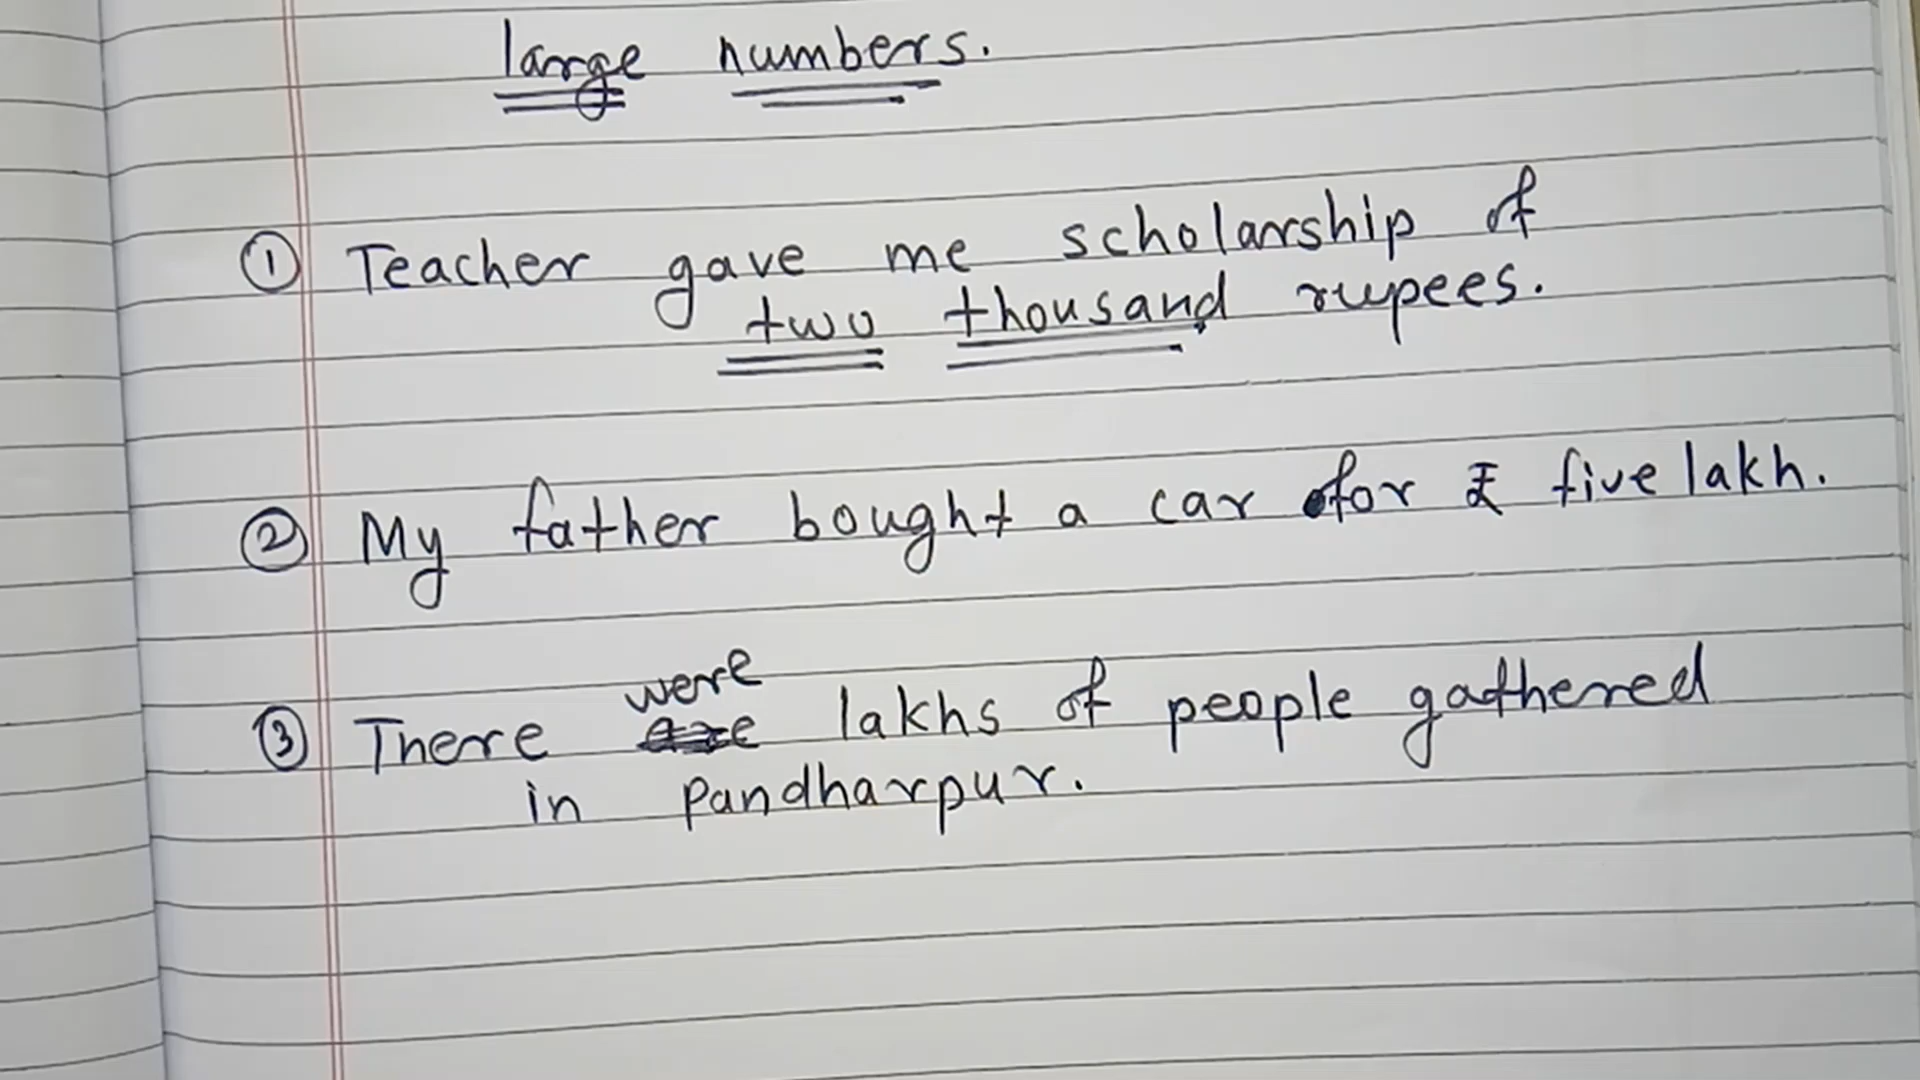 large numbers.
① Teacher gave me scholarship of
two thousand rupees.
② My father bought a car for ₹ five lakh.
were
③ There are lakhs of people gathered
in Pandharpur.